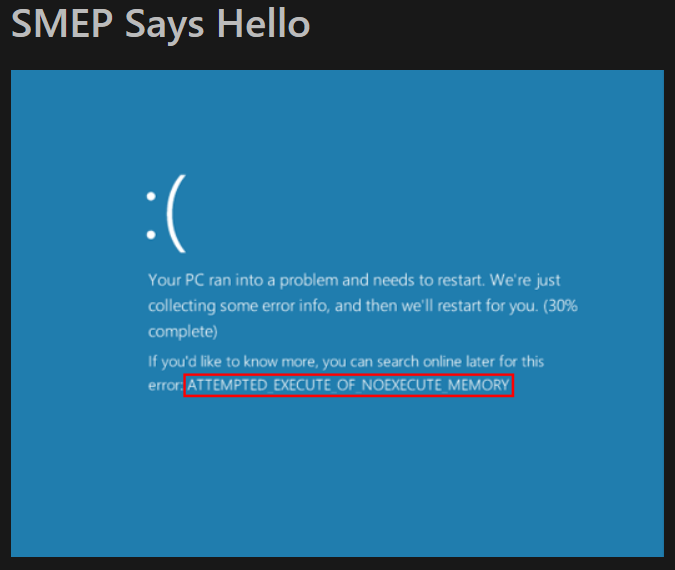 SMEP Says Hello
:(
Your PC ran into a problem and needs to restart. We're just
collecting some error info, and then we'll restart for you. (30%
complete)
If you'd like to know more, you can search online later for this
error: ATTEMPTED_EXECUTE_OF_NOEXECUTE_MEMORY